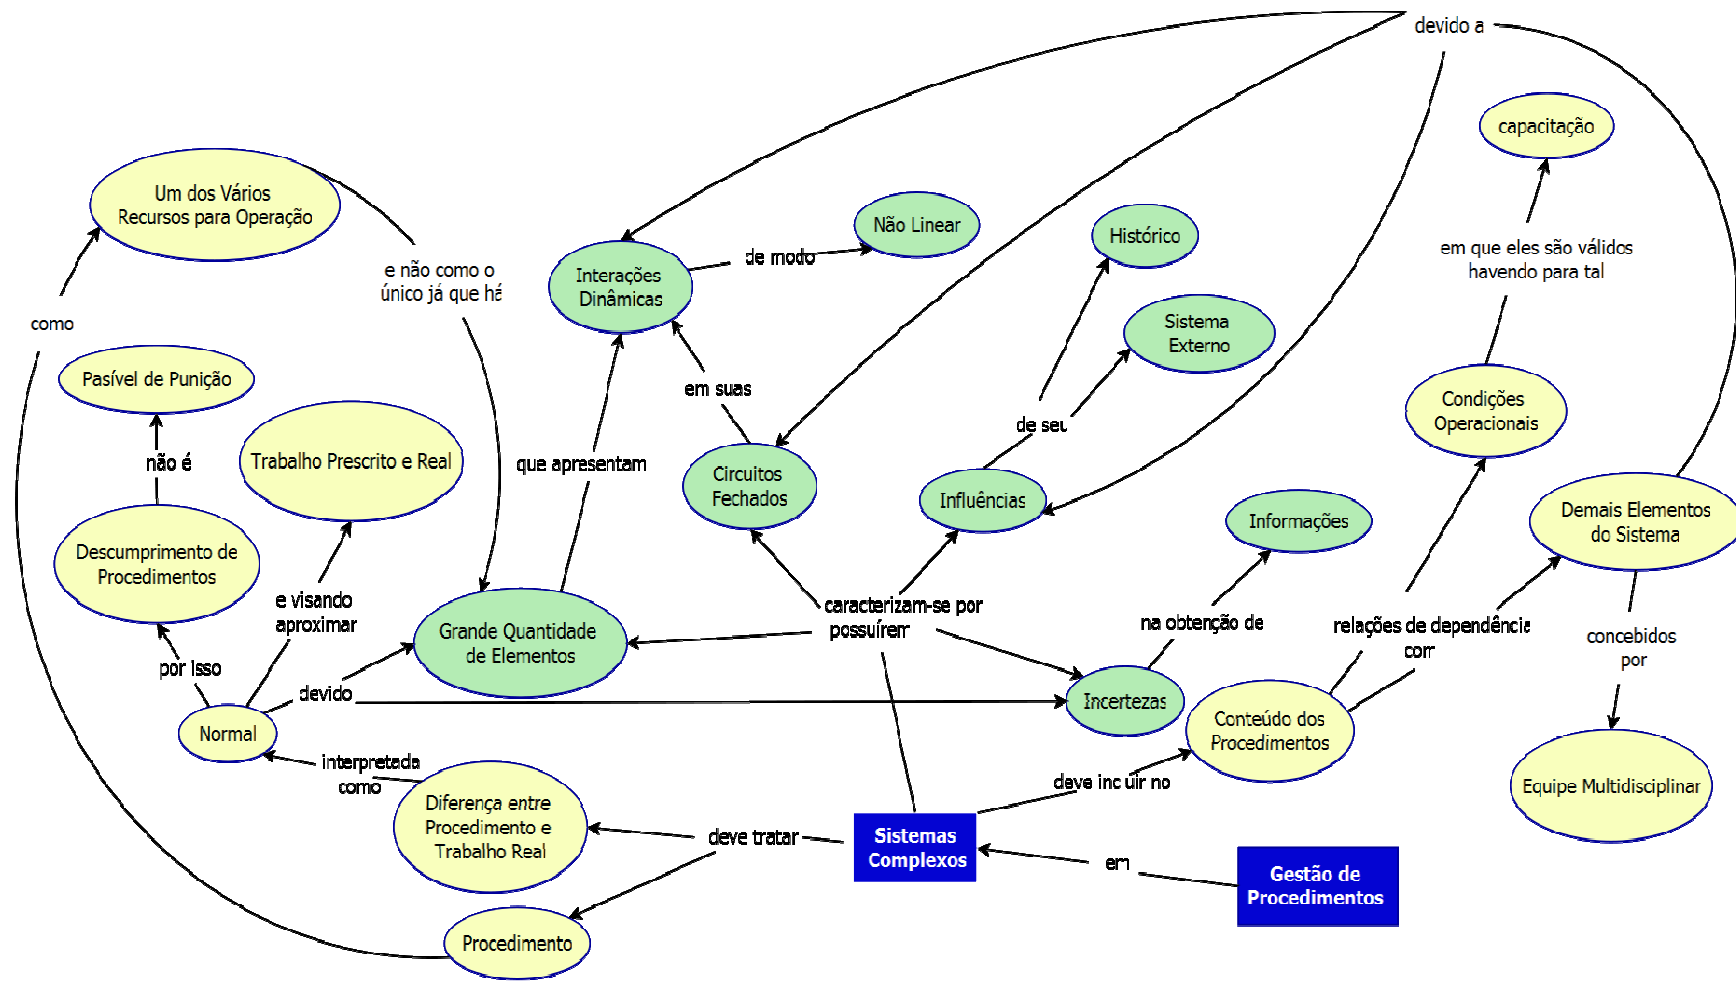 devido a
capacitação
Um dos Vários
Recursos para Operação
Não Linear
Histórico
em que eles são válidos
havendo para tal
de modo
e não como o
único já que há
Interações
Dinâmicas
como
Sistema
Externo
Pasível de Punição
em suas
Condições
Operacionais
de seu
não é
Trabalho Prescrito e Real
que apresentam
Circuitos
Fechados
Influências
Informações
Demais Elementos
do Sistema
Descumprimento de
Procedimentos
e visando
aproximar
caracterizam-se por
possuírem
na obtenção de
relações de dependência
com
Grande Quantidade
de Elementos
concebidos
por
por isso
devido
Incertezas
Normal
Conteúdo dos
Procedimentos
interpretada
como
deve incluir no
Equipe Multidisciplinar
Diferença entre
Procedimento e
Trabalho Real
deve tratar
Sistemas
Complexos
em
Gestão de
Procedimentos
Procedimento